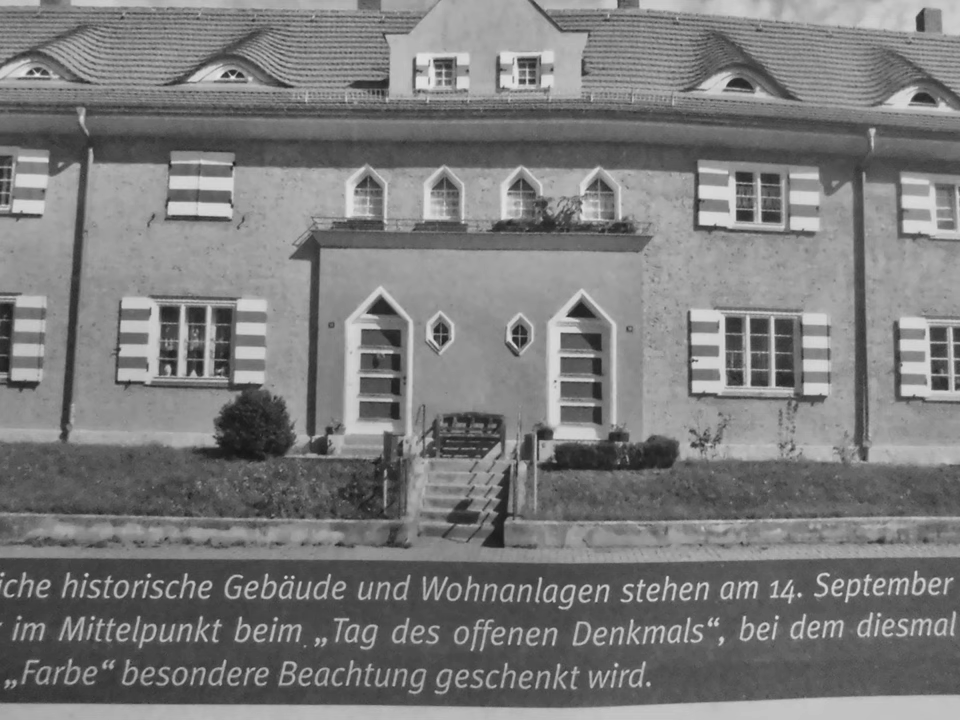 historische Gebäude und Wohnanlagen stehen am 14. September
im Mittelpunkt beim „Tag des offenen Denkmals“, bei dem diesmal
„Farbe“ besondere Beachtung geschenkt wird.